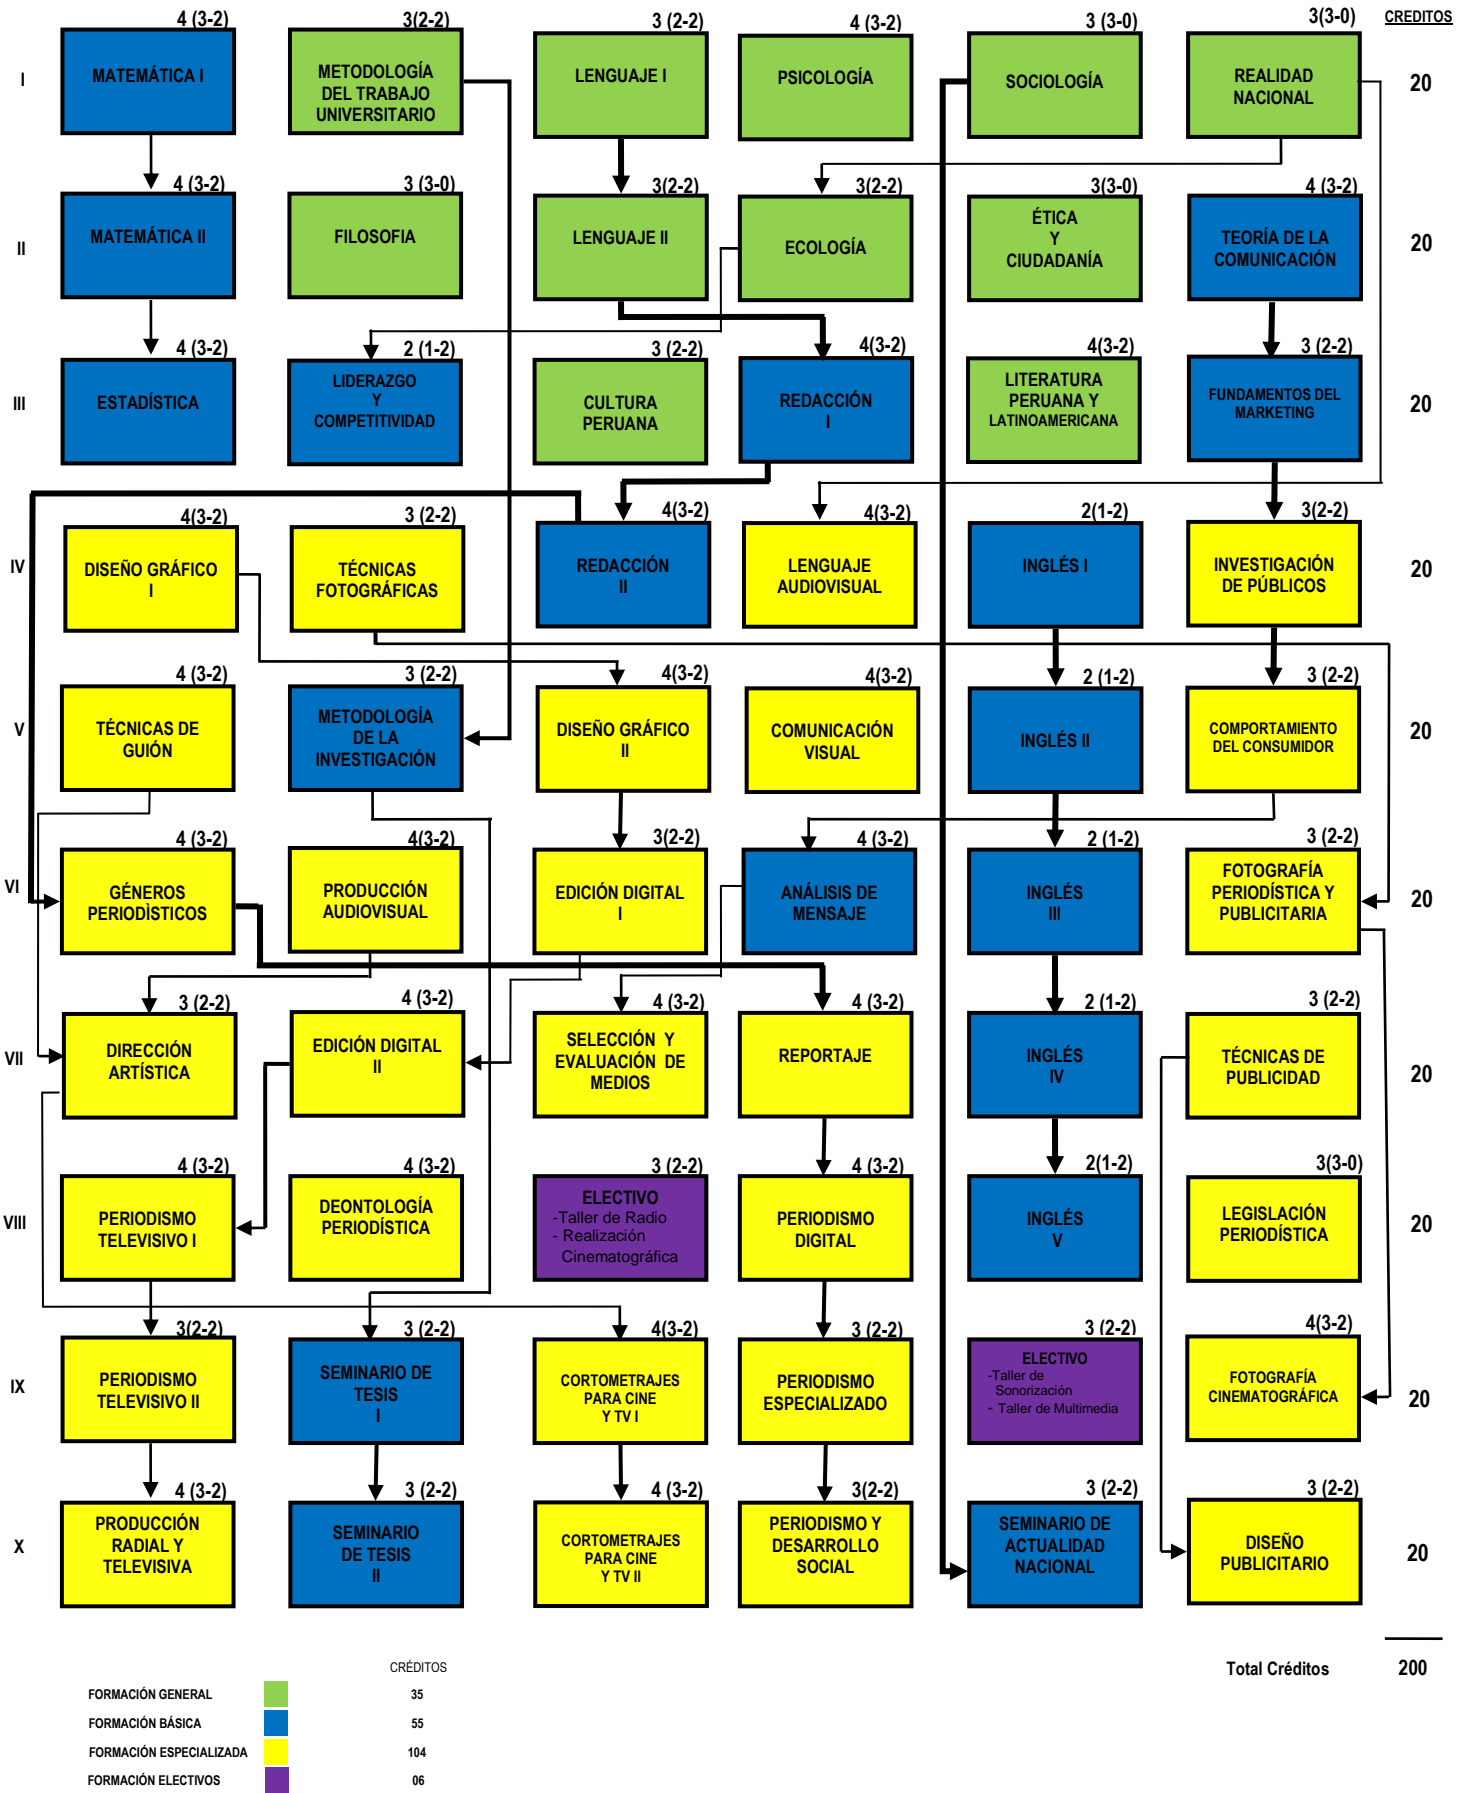 4 (3-2)
3(2-2)
3 (2-2)
4 (3-2)
3 (3-0)
3(3-0)
CREDITOS
I
MATEMÁTICA I
METODOLOGÍA
DEL TRABAJO
UNIVERSITARIO
LENGUAJE I
PSICOLOGÍA
SOCIOLOGÍA
REALIDAD
NACIONAL
20
4 (3-2)
3 (3-0)
3(2-2)
3(2-2)
3(3-0)
4 (3-2)
II
MATEMÁTICA II
FILOSOFIA
LENGUAJE II
ECOLOGÍA
ÉTICA
Y
CIUDADANÍA
TEORÍA DE LA
COMUNICACIÓN
20
4 (3-2)
2 (1-2)
3 (2-2)
4(3-2)
4(3-2)
3 (2-2)
III
ESTADÍSTICA
LIDERAZGO
Y
COMPETITIVIDAD
CULTURA
PERUANA
REDACCIÓN
I
LITERATURA
PERUANA Y
LATINOAMERICANA
FUNDAMENTOS DEL
MARKETING
20
4(3-2)
3 (2-2)
4(3-2)
4(3-2)
2(1-2)
3(2-2)
IV
DISEÑO GRÁFICO
I
TÉCNICAS
FOTOGRÁFICAS
REDACCIÓN
II
LENGUAJE
AUDIOVISUAL
INGLÉS I
INVESTIGACIÓN
DE PÚBLICOS
20
4 (3-2)
3 (2-2)
4(3-2)
4(3-2)
2 (1-2)
3 (2-2)
V
TÉCNICAS DE
GUIÓN
METODOLOGÍA
DE LA
INVESTIGACIÓN
DISEÑO GRÁFICO
II
COMUNICACIÓN
VISUAL
INGLÉS II
COMPORTAMIENTO
DEL CONSUMIDOR
20
4 (3-2)
4(3-2)
3(2-2)
4 (3-2)
2 (1-2)
3 (2-2)
VI
GÉNEROS
PERIODÌSTICOS
PRODUCCIÓN
AUDIOVISUAL
EDICIÓN DIGITAL
I
ANÁLISIS DE
MENSAJE
INGLÉS
III
FOTOGRAFÍA
PERIODÍSTICA Y
PUBLICITARIA
20
3 (2-2)
4 (3-2)
4 (3-2)
4 (3-2)
2 (1-2)
3 (2-2)
VII
DIRECCIÓN
ARTÍSTICA
EDICIÓN DIGITAL
II
SELECCIÓN Y
EVALUACIÓN DE
MEDIOS
REPORTAJE
INGLÉS
IV
TÉCNICAS DE
PUBLICIDAD
20
4 (3-2)
4 (3-2)
3 (2-2)
4 (3-2)
2(1-2)
3(3-0)
VIII
PERIODISMO
TELEVISIVO I
DEONTOLOGÍA
PERIODÍSTICA
ELECTIVO
-Taller de Radio
- Realización
Cinematográfica
PERIODISMO
DIGITAL
INGLÉS
V
LEGISLACIÓN
PERIODÍSTICA
20
3(2-2)
3 (2-2)
4(3-2)
3 (2-2)
3 (2-2)
4(3-2)
IX
PERIODISMO
TELEVISIVO II
SEMINARIO DE
TESIS
I
CORTOMETRAJES
PARA CINE
Y TV I
PERIODISMO
ESPECIALIZADO
ELECTIVO
-Taller de
Sonorización
- Taller de Multimedia
FOTOGRAFÍA
CINEMATOGRÁFICA
20
4 (3-2)
3 (2-2)
4 (3-2)
3(2-2)
3 (2-2)
3 (2-2)
X
PRODUCCIÓN
RADIAL Y
TELEVISIVA
SEMINARIO
DE TESIS
II
CORTOMETRAJES
PARA CINE
Y TV II
PERIODISMO Y
DESARROLLO
SOCIAL
SEMINARIO DE
ACTUALIDAD
NACIONAL
DISEÑO
PUBLICITARIO
20
Total Créditos 200
CRÉDITOS
FORMACIÓN GENERAL 35
FORMACIÓN BÁSICA 55
FORMACIÓN ESPECIALIZADA 104
FORMACIÓN ELECTIVOS 06